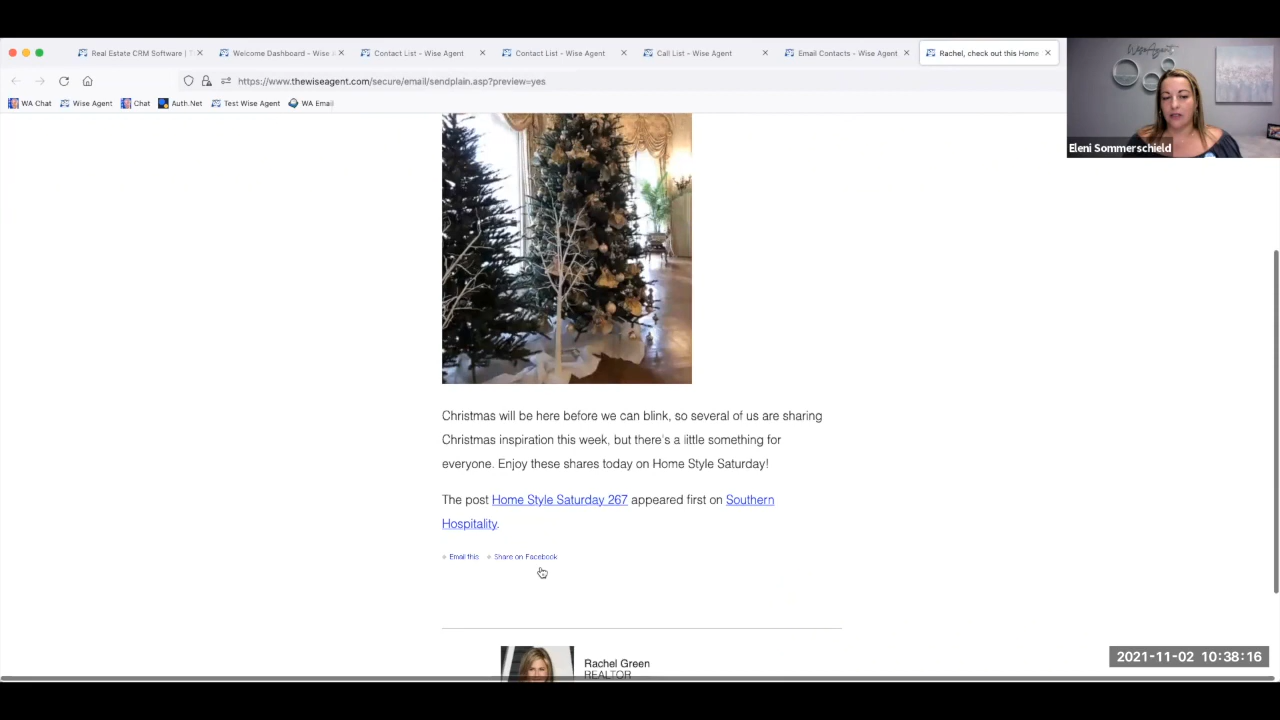 Real Estate CRM Software | T
Welcome Dashboard - Wise A
Contact List - Wise Agent
Contact List - Wise Agent
Call List - Wise Agent
Email Contacts - Wise Agent
Rachel, check out this Home
https://www.thewiseagent.com/secure/email/sendplain.asp?preview=yes
WA Chat
Wise Agent
Chat
Auth.Net
Test Wise Agent
WA Email
WiseAgent
Eleni Sommerschield
Christmas will be here before we can blink, so several of us are sharing
Christmas inspiration this week, but there's a little something for
everyone. Enjoy these shares today on Home Style Saturday!
The post Home Style Saturday 267 appeared first on Southern
Hospitality.
Email this
Share on Facebook
Rachel Green
REALTOR
2021-11-02 10:38:16